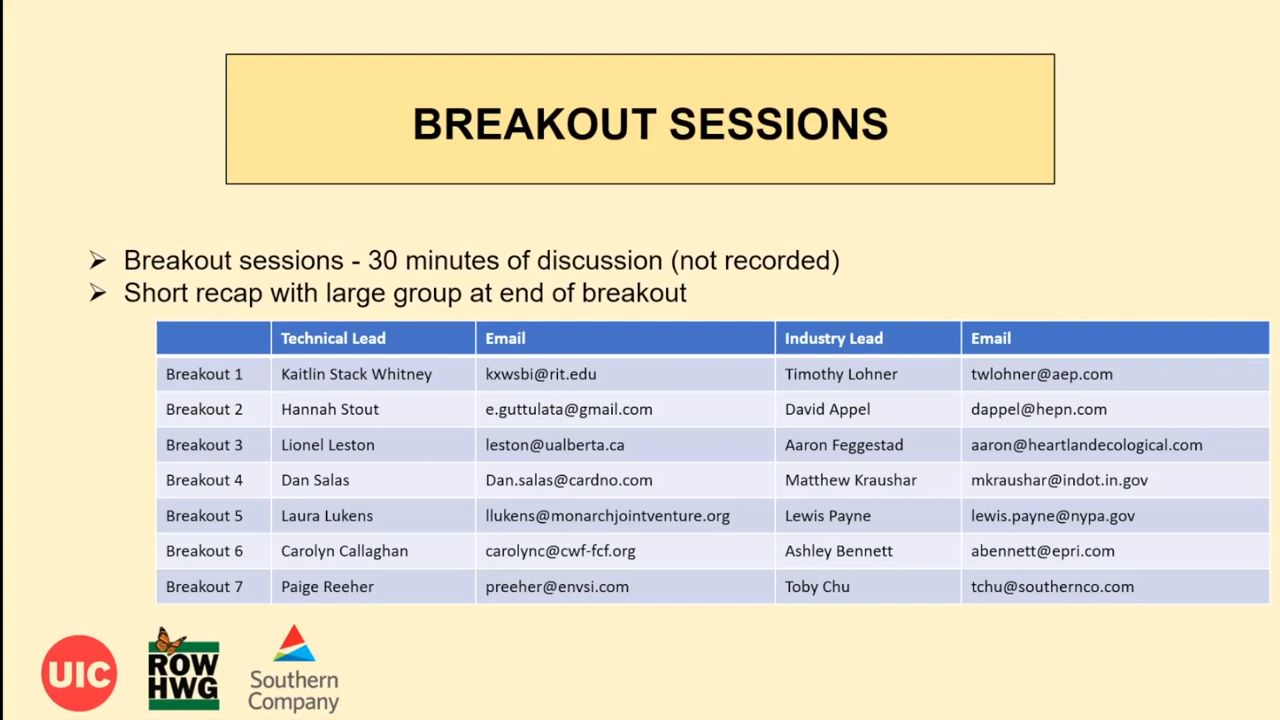 BREAKOUT SESSIONS
➢ Breakout sessions - 30 minutes of discussion (not recorded)
➢ Short recap with large group at end of breakout
Technical Lead Email Industry Lead Email
Breakout 1 Kaitlin Stack Whitney kxwsbi@rit.edu Timothy Lohner twlohner@aep.com
Breakout 2 Hannah Stout e.guttulata@gmail.com David Appel dappel@hepn.com
Breakout 3 Lionel Leston leston@ualberta.ca Aaron Feggestad aaron@heartlandecological.com
Breakout 4 Dan Salas Dan.salas@cardno.com Matthew Kraushar mkraushar@indot.in.gov
Breakout 5 Laura Lukens llukens@monarchjointventure.org Lewis Payne lewis.payne@nypa.gov
Breakout 6 Carolyn Callaghan carolync@cwf-fcf.org Ashley Bennett abennett@epri.com
Breakout 7 Paige Reeher preeher@envsi.com Toby Chu tchu@southernco.com
UIC
ROW
HWG
Southern
Company